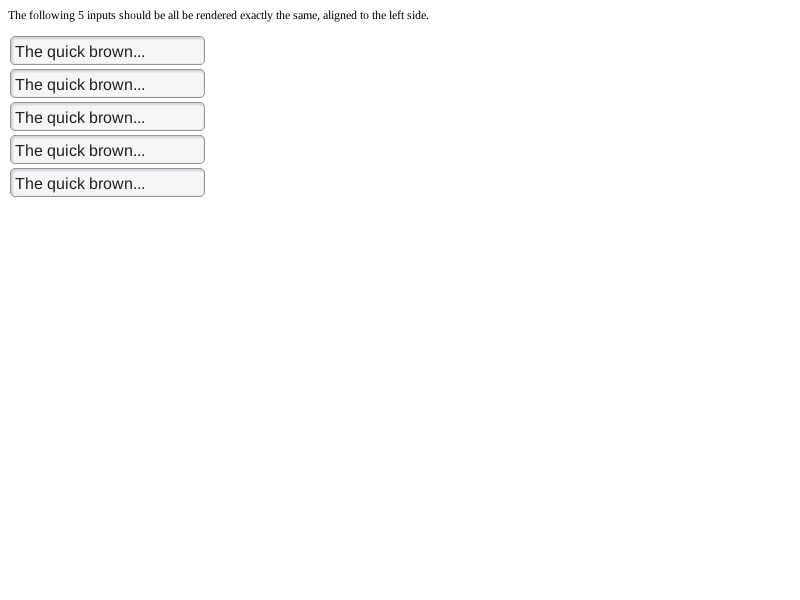 The following 5 inputs should be all be rendered exactly the same, aligned to the left side.
The quick brown...
The quick brown...
The quick brown...
The quick brown...
The quick brown...